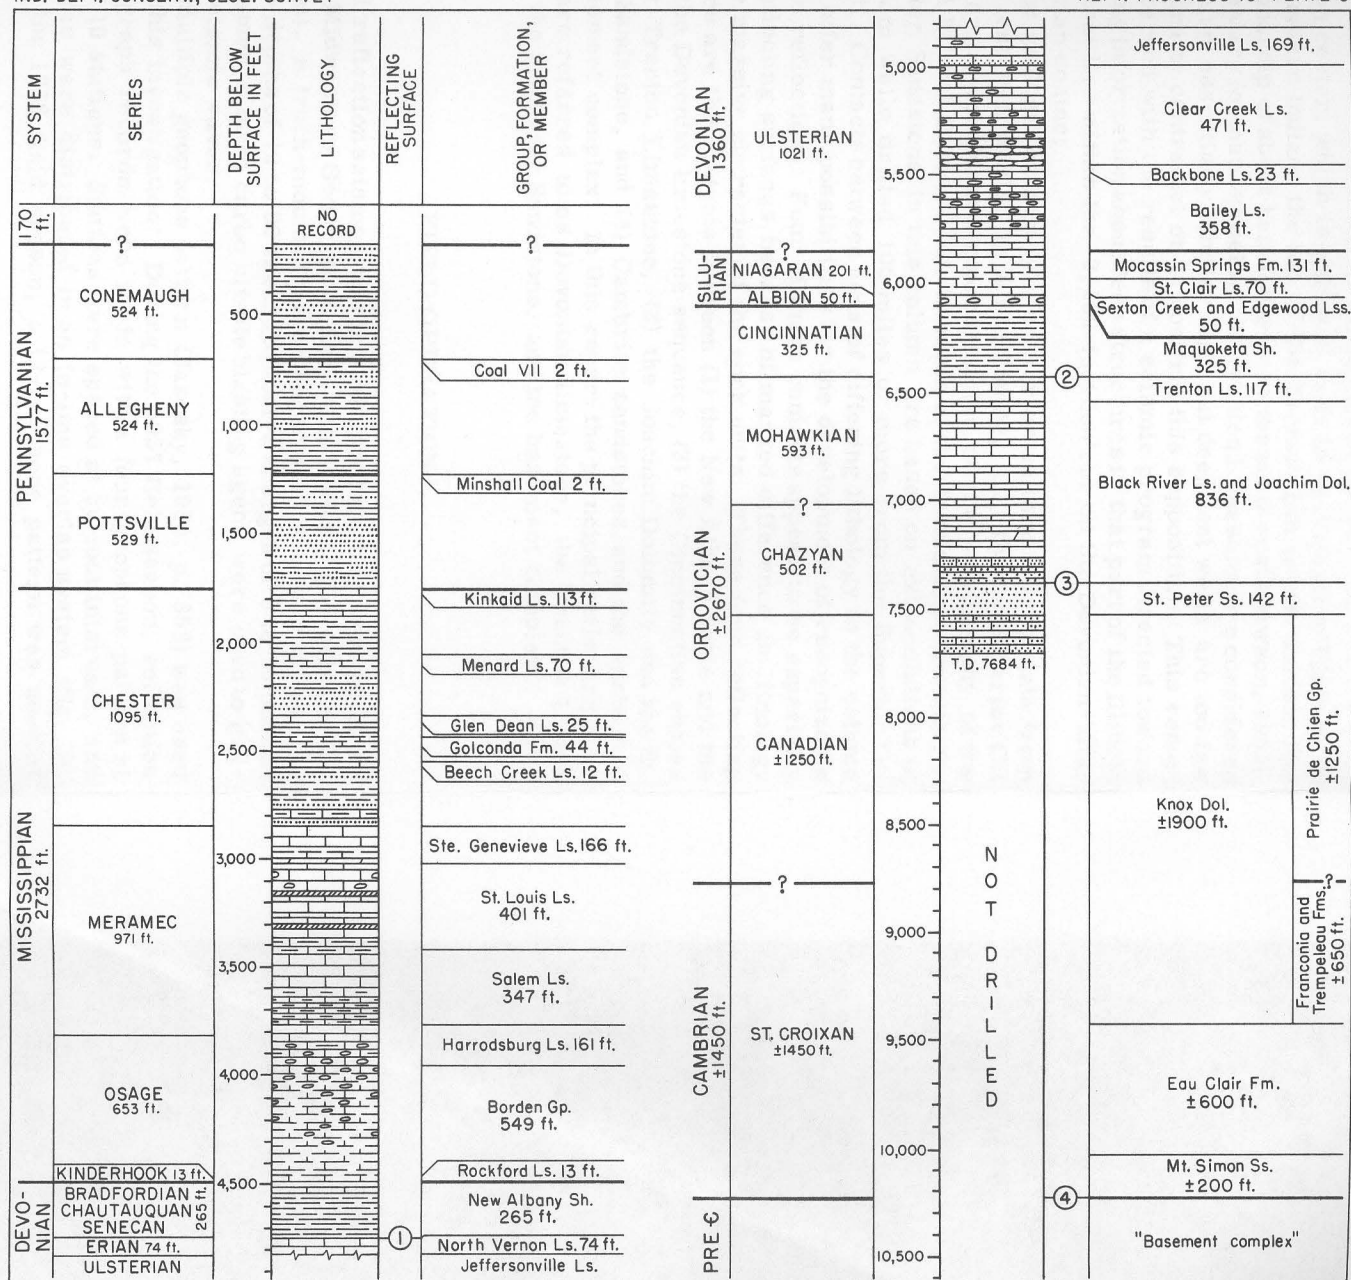 SYSTEM
SERIES
DEPTH BELOW
SURFACE IN FEET
LITHOLOGY
REFLECTING
SURFACE
GROUP, FORMATION,
OR MEMBER
170
ft.
?
NO
RECORD
?
PENNSYLVANIAN
1577 ft.
CONEMAUGH
524 ft.
ALLEGHENY
524 ft.
POTTSVILLE
529 ft.
MISSISSIPPIAN
2732 ft.
CHESTER
1095 ft.
MERAMEC
971 ft.
OSAGE
653 ft.
KINDERHOOK 13 ft.
DEVO-
NIAN
BRADFORDIAN
CHAUTAUQUAN
SENECAN
265 ft.
ERIAN 74 ft.
ULSTERIAN
500
1,000
1,500
2,000
2,500
3,000
3,500
4,000
4,500
1
Coal VII 2 ft.
Minshall Coal 2 ft.
Kinkaid Ls. 113 ft.
Menard Ls. 70 ft.
Glen Dean Ls. 25 ft.
Golconda Fm. 44 ft.
Beech Creek Ls. 12 ft.
Ste. Genevieve Ls. 166 ft.
St. Louis Ls.
401 ft.
Salem Ls.
347 ft.
Harrodsburg Ls. 161 ft.
Borden Gp.
549 ft.
Rockford Ls. 13 ft.
New Albany Sh.
265 ft.
North Vernon Ls. 74 ft.
Jeffersonville Ls.
DEVONIAN
1360 ft.
ULSTERIAN
1021 ft.
?
SILU-
RIAN
NIAGARAN 201 ft.
ALBION 50 ft.
ORDOVICIAN
±2670 ft.
CINCINNATIAN
325 ft.
MOHAWKIAN
593 ft.
?
CHAZYAN
502 ft.
CANADIAN
±1250 ft.
?
CAMBRIAN
±1450 ft.
ST. CROIXAN
±1450 ft.
PRE-Є
5,000
5,500
6,000
6,500
7,000
7,500
8,000
8,500
9,000
9,500
10,000
10,500
T.D. 7684 ft.
NOT DRILLED
2
3
4
Jeffersonville Ls. 169 ft.
Clear Creek Ls.
471 ft.
Backbone Ls. 23 ft.
Bailey Ls.
358 ft.
Mocassin Springs Fm. 131 ft.
St. Clair Ls. 70 ft.
Sexton Creek and Edgewood Lss.
50 ft.
Maquoketa Sh.
325 ft.
Trenton Ls. 117 ft.
Black River Ls. and Joachim Dol.
836 ft.
St. Peter Ss. 142 ft.
Knox Dol.
±1900 ft.
Prairie de Chien Gp.
±1250 ft.
?
Franconia and
Trempeleau Fms.
±650 ft.
Eau Clair Fm.
±600 ft.
Mt. Simon Ss.
±200 ft.
"Basement complex"